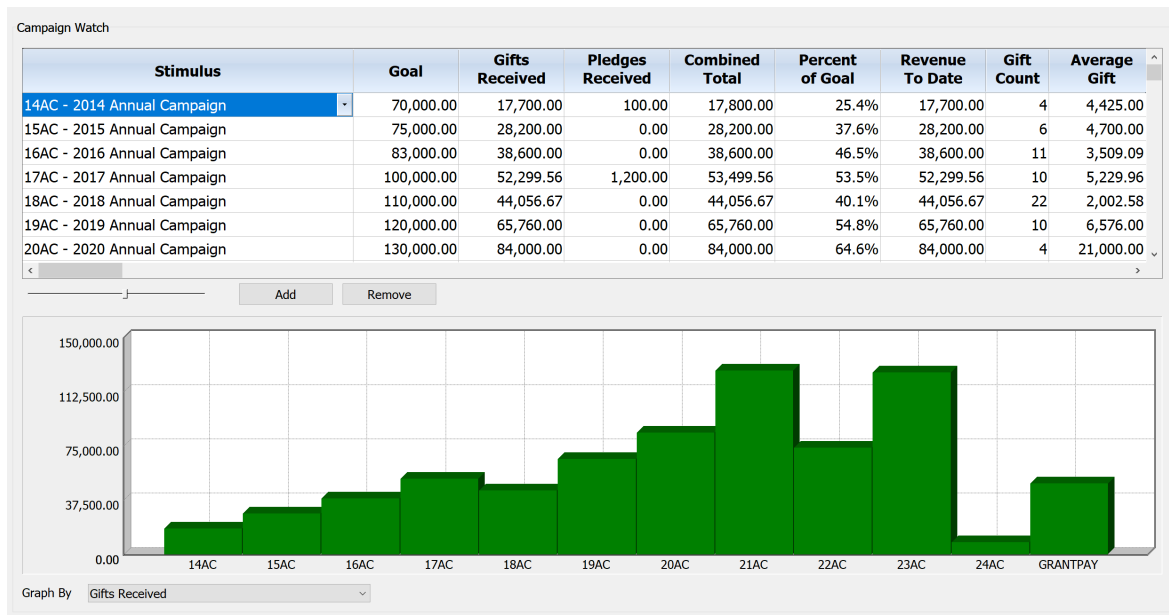 Campaign Watch
Stimulus Goal Gifts Received Pledges Received Combined Total Percent of Goal Revenue To Date Gift Count Average Gift
14AC - 2014 Annual Campaign 70,000.00 17,700.00 100.00 17,800.00 25.4% 17,700.00 4 4,425.00
15AC - 2015 Annual Campaign 75,000.00 28,200.00 0.00 28,200.00 37.6% 28,200.00 6 4,700.00
16AC - 2016 Annual Campaign 83,000.00 38,600.00 0.00 38,600.00 46.5% 38,600.00 11 3,509.09
17AC - 2017 Annual Campaign 100,000.00 52,299.56 1,200.00 53,499.56 53.5% 52,299.56 10 5,229.96
18AC - 2018 Annual Campaign 110,000.00 44,056.67 0.00 44,056.67 40.1% 44,056.67 22 2,002.58
19AC - 2019 Annual Campaign 120,000.00 65,760.00 0.00 65,760.00 54.8% 65,760.00 10 6,576.00
20AC - 2020 Annual Campaign 130,000.00 84,000.00 0.00 84,000.00 64.6% 84,000.00 4 21,000.00
Add Remove
150,000.00
112,500.00
75,000.00
37,500.00
0.00
14AC 15AC 16AC 17AC 18AC 19AC 20AC 21AC 22AC 23AC 24AC GRANTPAY
Graph By Gifts Received